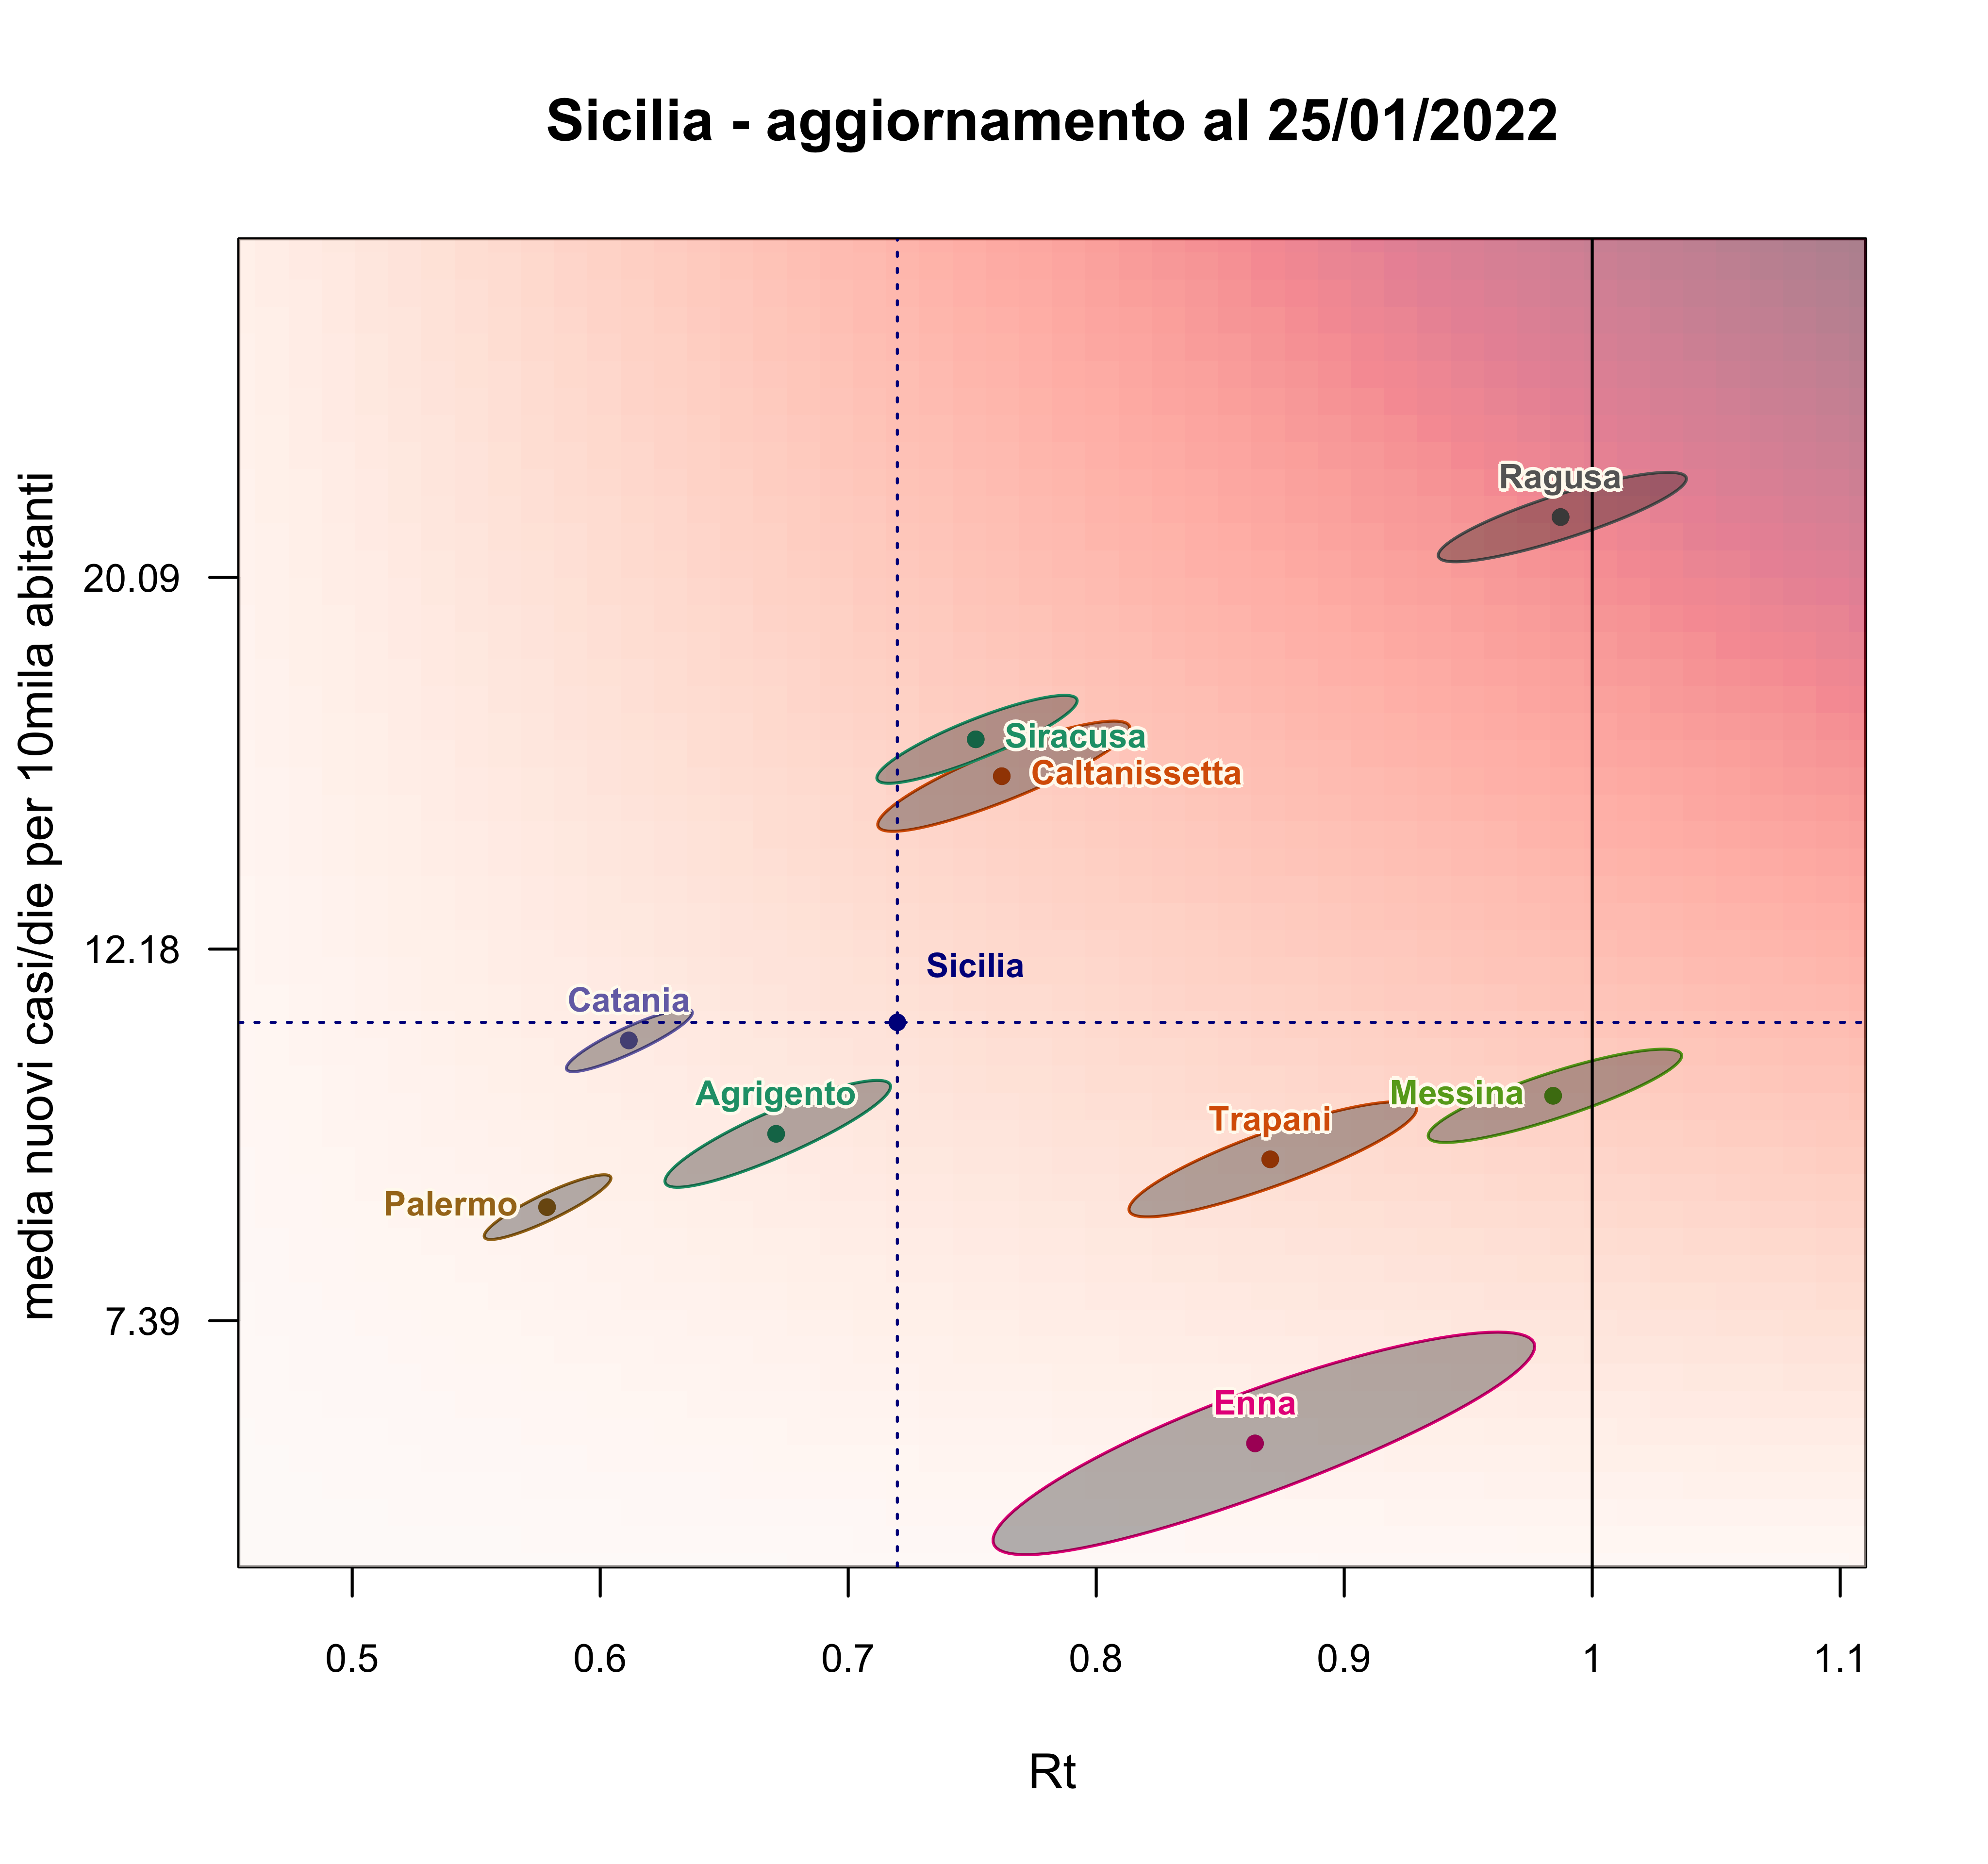 Sicilia - aggiornamento al 25/01/2022
media nuovi casi/die per 10mila abitanti
20.09
12.18
7.39
Ragusa
Siracusa
Caltanissetta
Sicilia
Catania
Agrigento
Messina
Trapani
Palermo
Enna
0.5 0.6 0.7 0.8 0.9 1 1.1
Rt